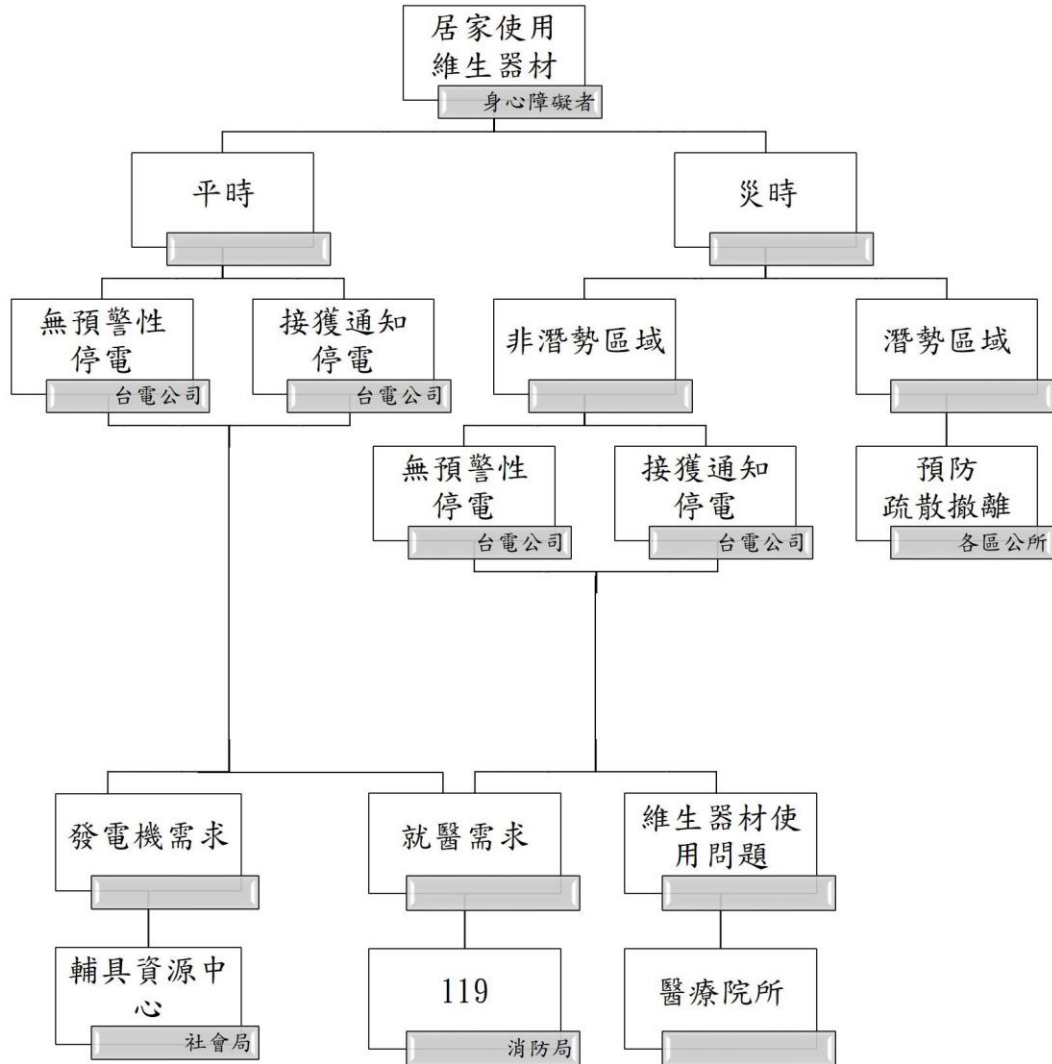 居家使用
維生器材
身心障礙者
平時
災時
無預警性
停電
台電公司
接獲通知
停電
台電公司
非潛勢區域
潛勢區域
無預警性
停電
台電公司
接獲通知
停電
台電公司
預防
疏散撤離
各區公所
發電機需求
就醫需求
維生器材使
用問題
輔具資源中
心
社會局
119
消防局
醫療院所